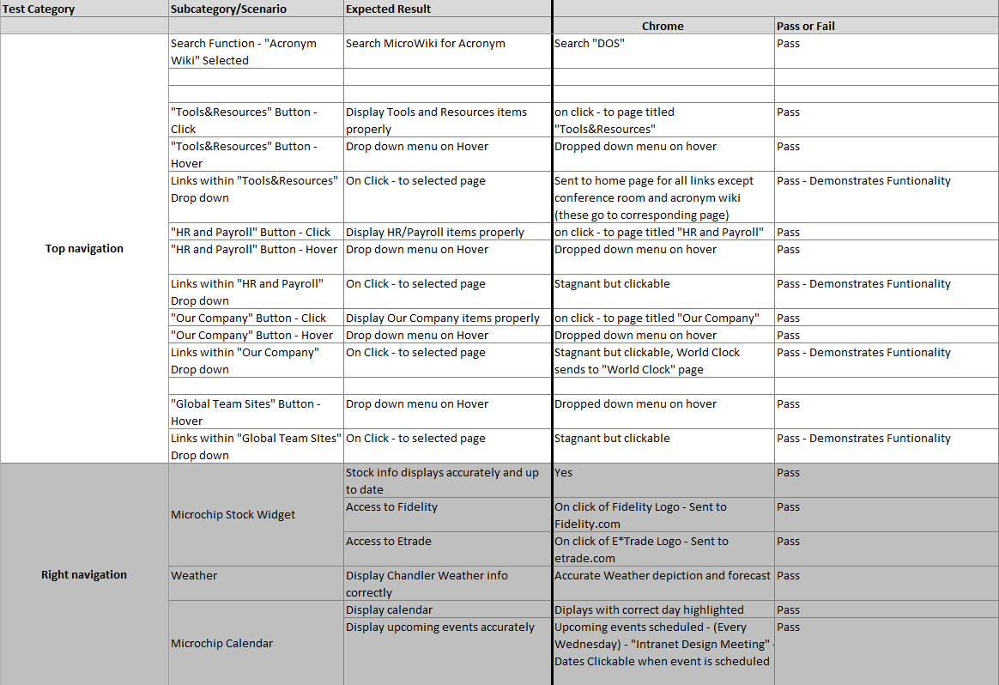 Test Category Subcategory/Scenario Expected Result
Chrome Pass or Fail
Top navigation
Search Function - "Acronym
Wiki" Selected
Search MicroWiki for Acronym
Search "DOS"
Pass
"Tools&Resources" Button -
Click
Display Tools and Resources items
properly
on click - to page titled
"Tools&Resources"
Pass
"Tools&Resources" Button -
Hover
Drop down menu on Hover
Dropped down menu on hover
Pass
Links within "Tools&Resources"
Drop down
On Click - to selected page
Sent to home page for all links except
conference room and acronym wiki
(these go to corresponding page)
Pass - Demonstrates Funtionality
"HR and Payroll" Button - Click
Display HR/Payroll items properly
on click - to page titled "HR and Payroll"
Pass
"HR and Payroll" Button - Hover
Drop down menu on Hover
Dropped down menu on hover
Pass
Links within "HR and Payroll"
Drop down
On Click - to selected page
Stagnant but clickable
Pass - Demonstrates Funtionality
"Our Company" Button - Click
Display Our Company items properly
on click - to page titled "Our Company"
Pass
"Our Company" Button - Hover
Drop down menu on Hover
Dropped down menu on hover
Pass
Links within "Our Company"
Drop down
On Click - to selected page
Stagnant but clickable, World Clock
sends to "World Clock" page
Pass - Demonstrates Funtionality
"Global Team Sites" Button -
Hover
Drop down menu on Hover
Dropped down menu on hover
Pass
Links within "Global Team SItes"
Drop down
On Click - to selected page
Stagnant but clickable
Pass - Demonstrates Funtionality
Right navigation
Microchip Stock Widget
Stock info displays accurately and up
to date
Yes
Pass
Access to Fidelity
On click of Fidelity Logo - Sent to
Fidelity.com
Pass
Access to Etrade
On click of E*Trade Logo - Sent to
etrade.com
Pass
Weather
Display Chandler Weather info
correctly
Accurate Weather depiction and forecast
Pass
Microchip Calendar
Display calendar
Diplays with correct day highlighted
Pass
Display upcoming events accurately
Upcoming events scheduled - (Every
Wednesday) - "Intranet Design Meeting" -
Dates Clickable when event is scheduled
Pass